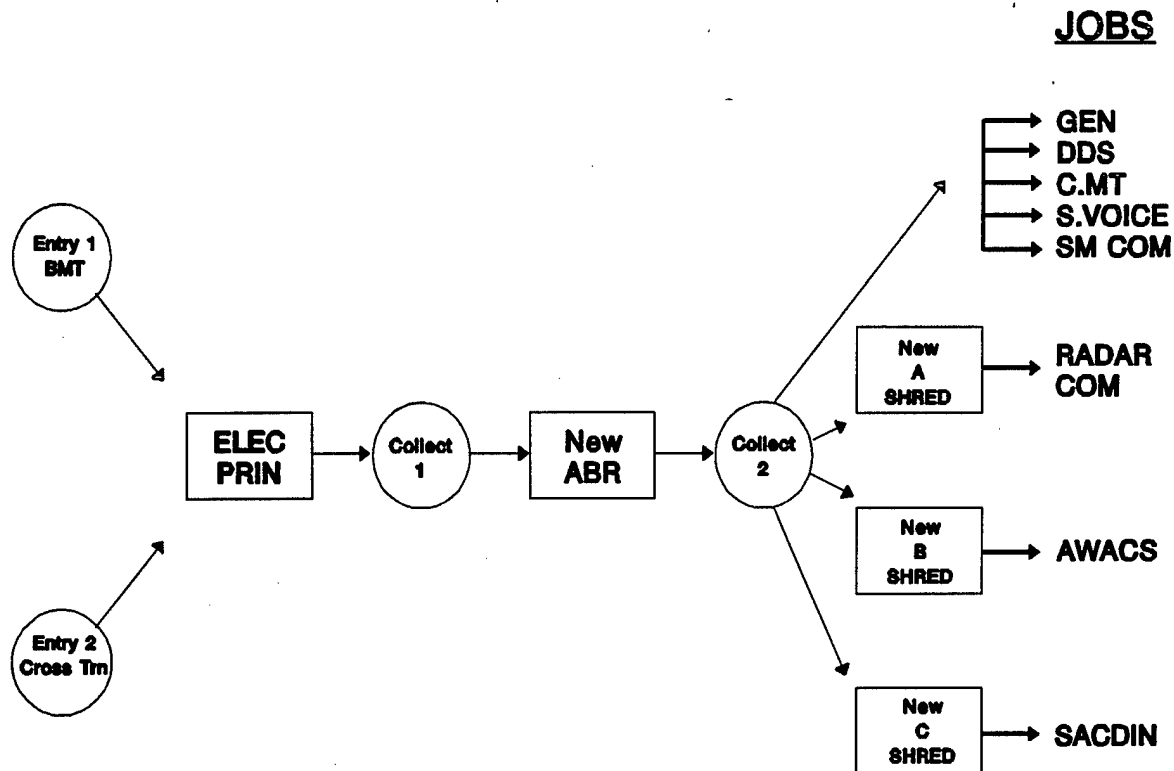 JOBS
GEN
DDS
C.MT
S.VOICE
SM COM
Entry 1
BMT
New
A
SHRED
RADAR
COM
ELEC
PRIN
Collect
1
New
ABR
Collect
2
New
B
SHRED
AWACS
Entry 2
Cross Trn
New
C
SHRED
SACDIN